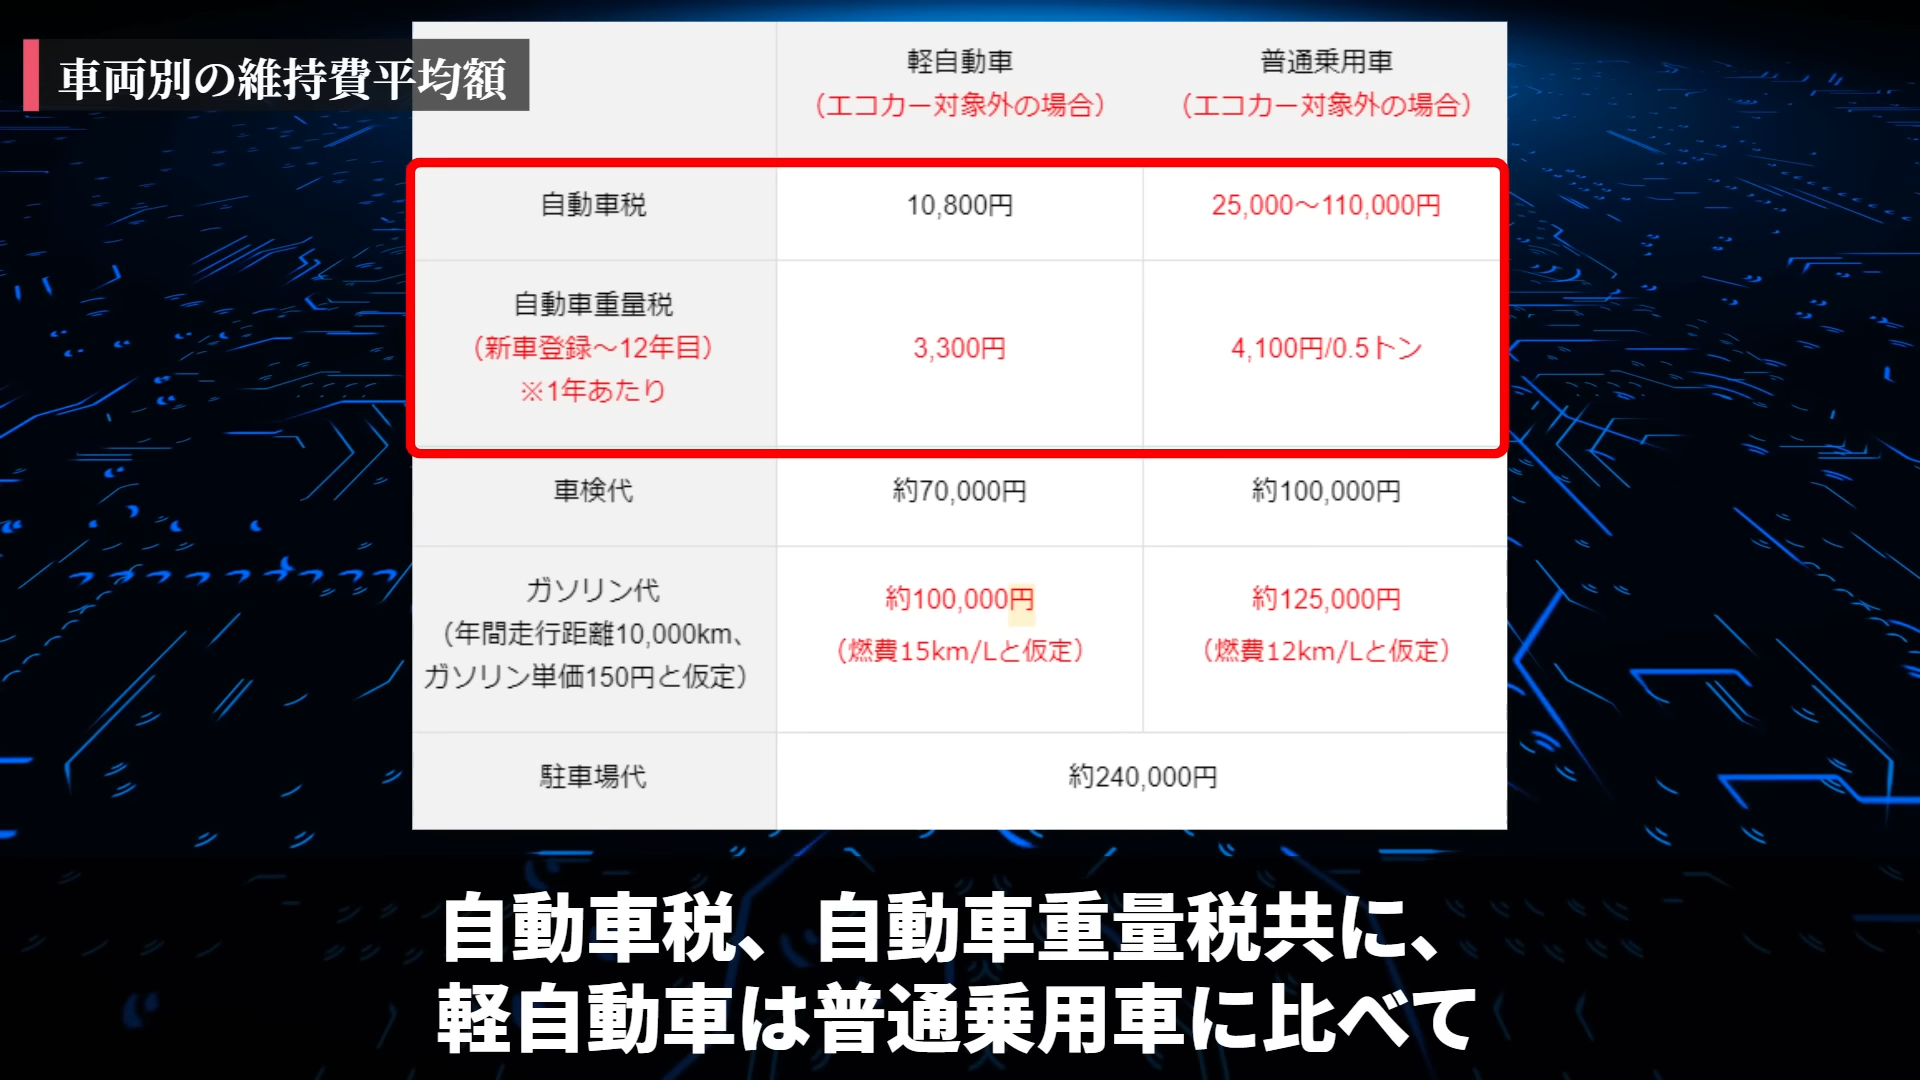 車両別の維持費平均額
軽自動車
（エコカー対象外の場合）
普通乗用車
（エコカー対象外の場合）
自動車税
10,800円
25,000～110,000円
自動車重量税
（新車登録～12年目）
※1年あたり
3,300円
4,100円/0.5トン
車検代
約70,000円
約100,000円
ガソリン代
（年間走行距離10,000km、
ガソリン単価150円と仮定）
約100,000円
（燃費15km/Lと仮定）
約125,000円
（燃費12km/Lと仮定）
駐車場代
約240,000円
自動車税、自動車重量税共に、
軽自動車は普通乗用車に比べて